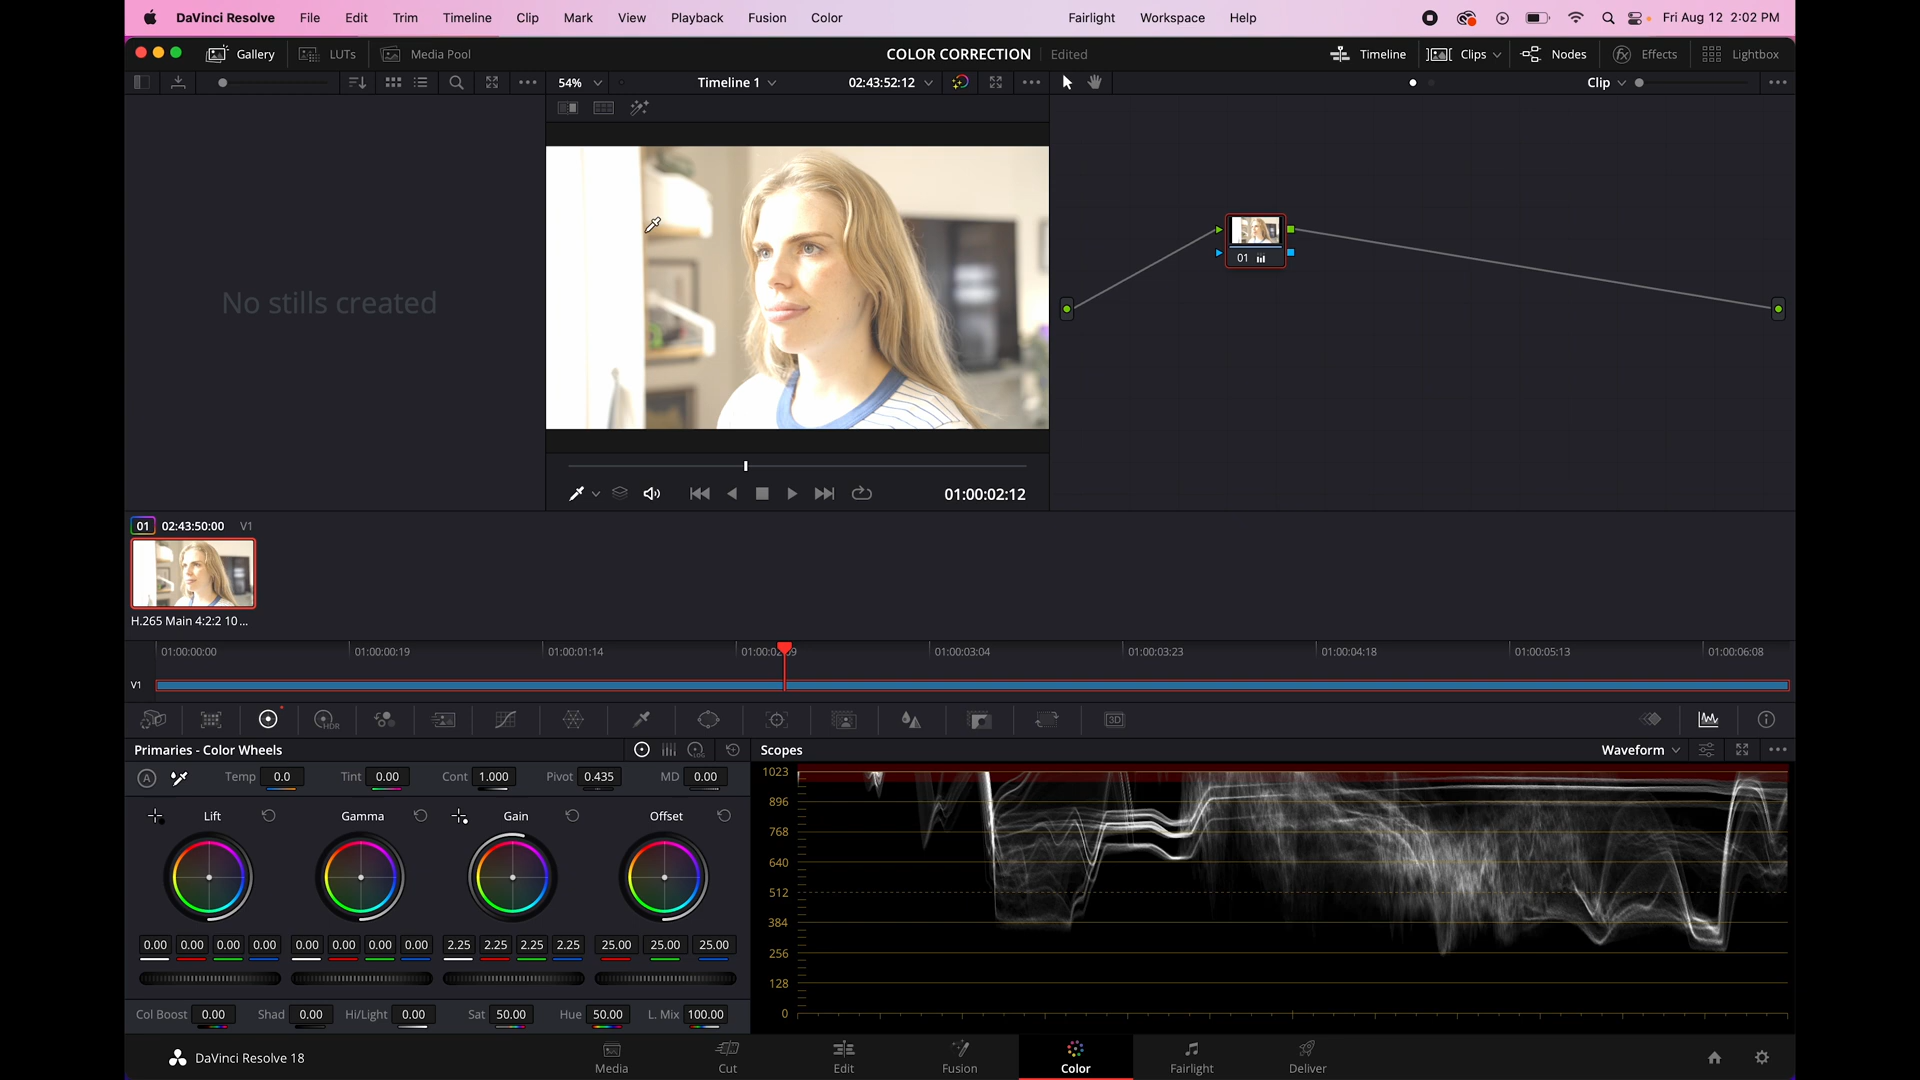 DaVinci Resolve File Edit Trim Timeline Clip Mark View Playback Fusion Color Fairlight Workspace Help Fri Aug 12 2:02 PM
Gallery LUTs Media Pool COLOR CORRECTION Edited Timeline Clips Nodes Effects Lightbox
54% Timeline 1 02:43:52:12 Clip
No stills created
01
01:00:02:12
01 02:43:50:00 V1
H.265 Main 4:2:2 10...
01:00:00:00 01:00:00:19 01:00:01:14 01:00:02:09 01:00:03:04 01:00:03:23 01:00:04:18 01:00:05:13 01:00:06:08
V1
HDR LOG 3D
Primaries - Color Wheels
A Temp 0.0 Tint 0.00 Cont 1.000 Pivot 0.435 MD 0.00
Lift Gamma Gain Offset
0.00 0.00 0.00 0.00 0.00 0.00 0.00 0.00 2.25 2.25 2.25 2.25 25.00 25.00 25.00
Col Boost 0.00 Shad 0.00 Hi/Light 0.00 Sat 50.00 Hue 50.00 L. Mix 100.00
Scopes Waveform
1023
896
768
640
512
384
256
128
0
DaVinci Resolve 18
Media Cut Edit Fusion Color Fairlight Deliver